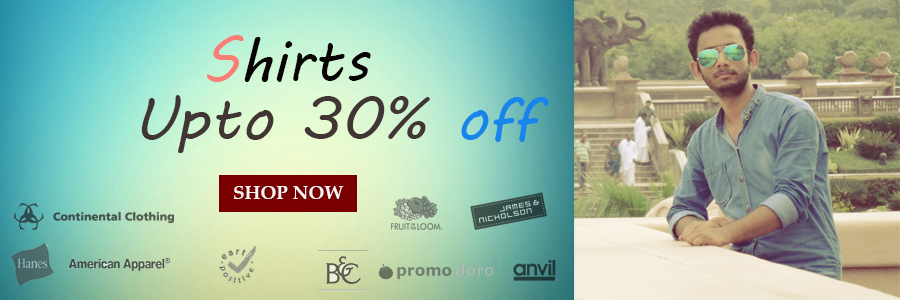 Shirts
Upto 30% off
SHOP NOW
Continental Clothing
FRUIT OF THE LOOM®
JAMES & NICHOLSON
Hanes
American Apparel®
earth positive
B&C
promodoro
anvil